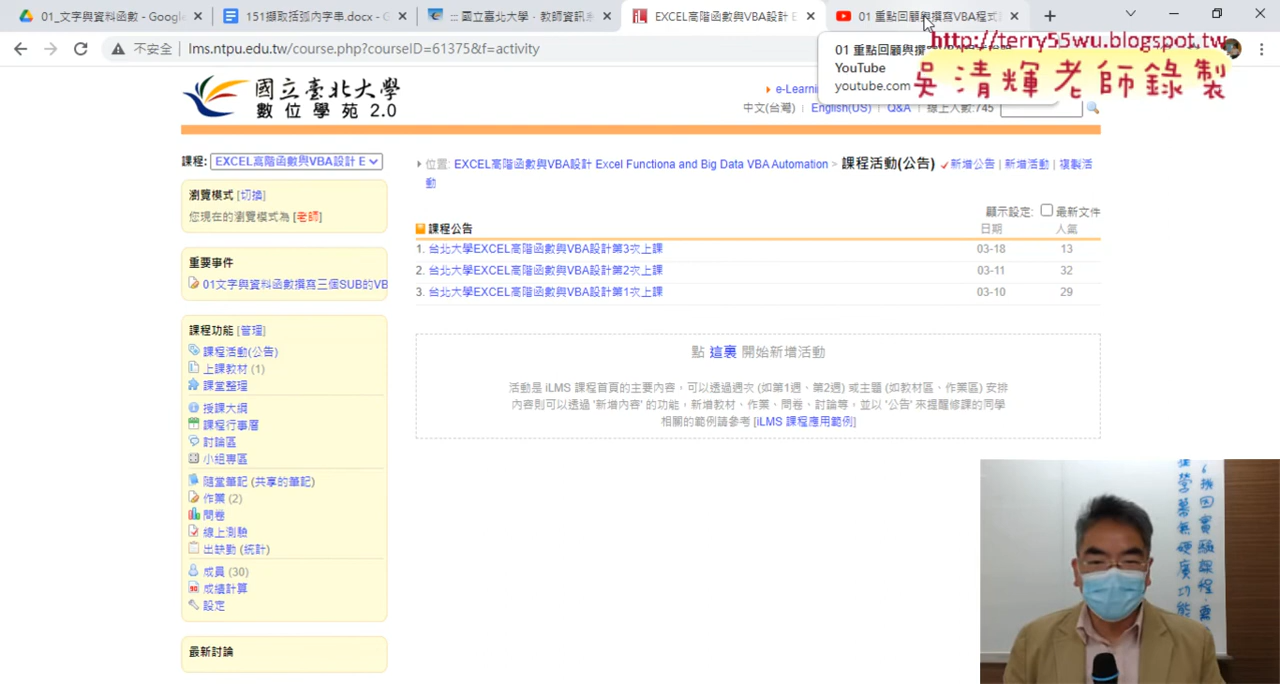 01_文字與資料函數 - Google
151擷取括弧內字串.docx - G
::: 國立臺北大學 - 教師資訊系
EXCEL高階函數與VBA設計 E
01 重點回顧與撰寫VBA程式
不安全
lms.ntpu.edu.tw/course.php?courseID=61375&f=activity
01 重點回顧與撰
YouTube
youtube.com
http://terry55wu.blogspot.tw
吳清輝老師錄製
國立臺北大學
數位學苑 2.0
e-Learni
中文(台灣)
English(US)
Q&A
線上人數:745
課程:
EXCEL高階函數與VBA設計 E
位置: EXCEL高階函數與VBA設計 Excel Functiona and Big Data VBA Automation > 課程活動(公告)
新增公告 | 新增活動 | 複製活
動
瀏覽模式 [切換]
您現在的瀏覽模式為 [老師]
顯示設定: 最新文件
課程公告
日期
人氣
1. 台北大學EXCEL高階函數與VBA設計第3次上課
03-18
13
2. 台北大學EXCEL高階函數與VBA設計第2次上課
03-11
32
3. 台北大學EXCEL高階函數與VBA設計第1次上課
03-10
29
重要事件
01文字與資料函數撰寫三個SUB的VB
課程功能 [管理]
課程活動(公告)
上課教材 (1)
課堂整理
授課大綱
課程行事曆
討論區
小組專區
隨堂筆記 (共享的筆記)
作業 (2)
問卷
線上測驗
出缺勤 (統計)
成員 (30)
成績計算
設定
最新討論
點 這裏 開始新增活動
活動是 iLMS 課程首頁的主要內容，可以透過週次 (如第1週、第2週) 或主題 (如教材區、作業區) 安排
內容則可以透過 '新增內容' 的功能，新增教材、作業、問卷、討論等，並以 '公告' 來提醒修課的同學
相關的範例請參考 [iLMS 課程應用範例]